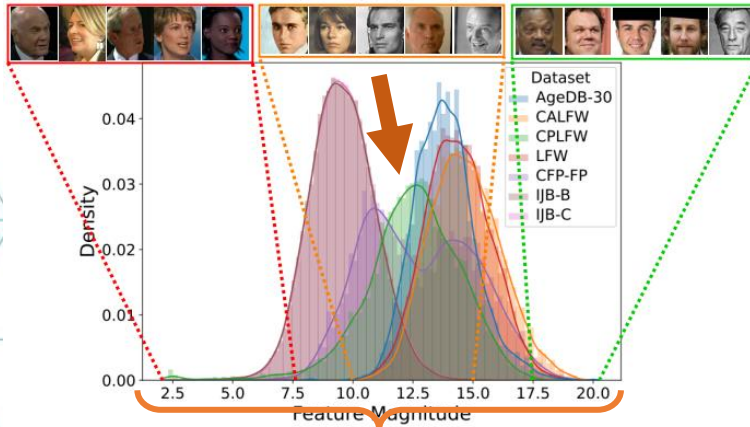 Dataset
AgeDB-30
CALFW
CPLFW
LFW
CFP-FP
IJB-B
IJB-C
Density
0.04
0.03
0.02
0.01
0.00
2.5 5.0 7.5 10.0 12.5 15.0 17.5 20.0
Feature Magnitude